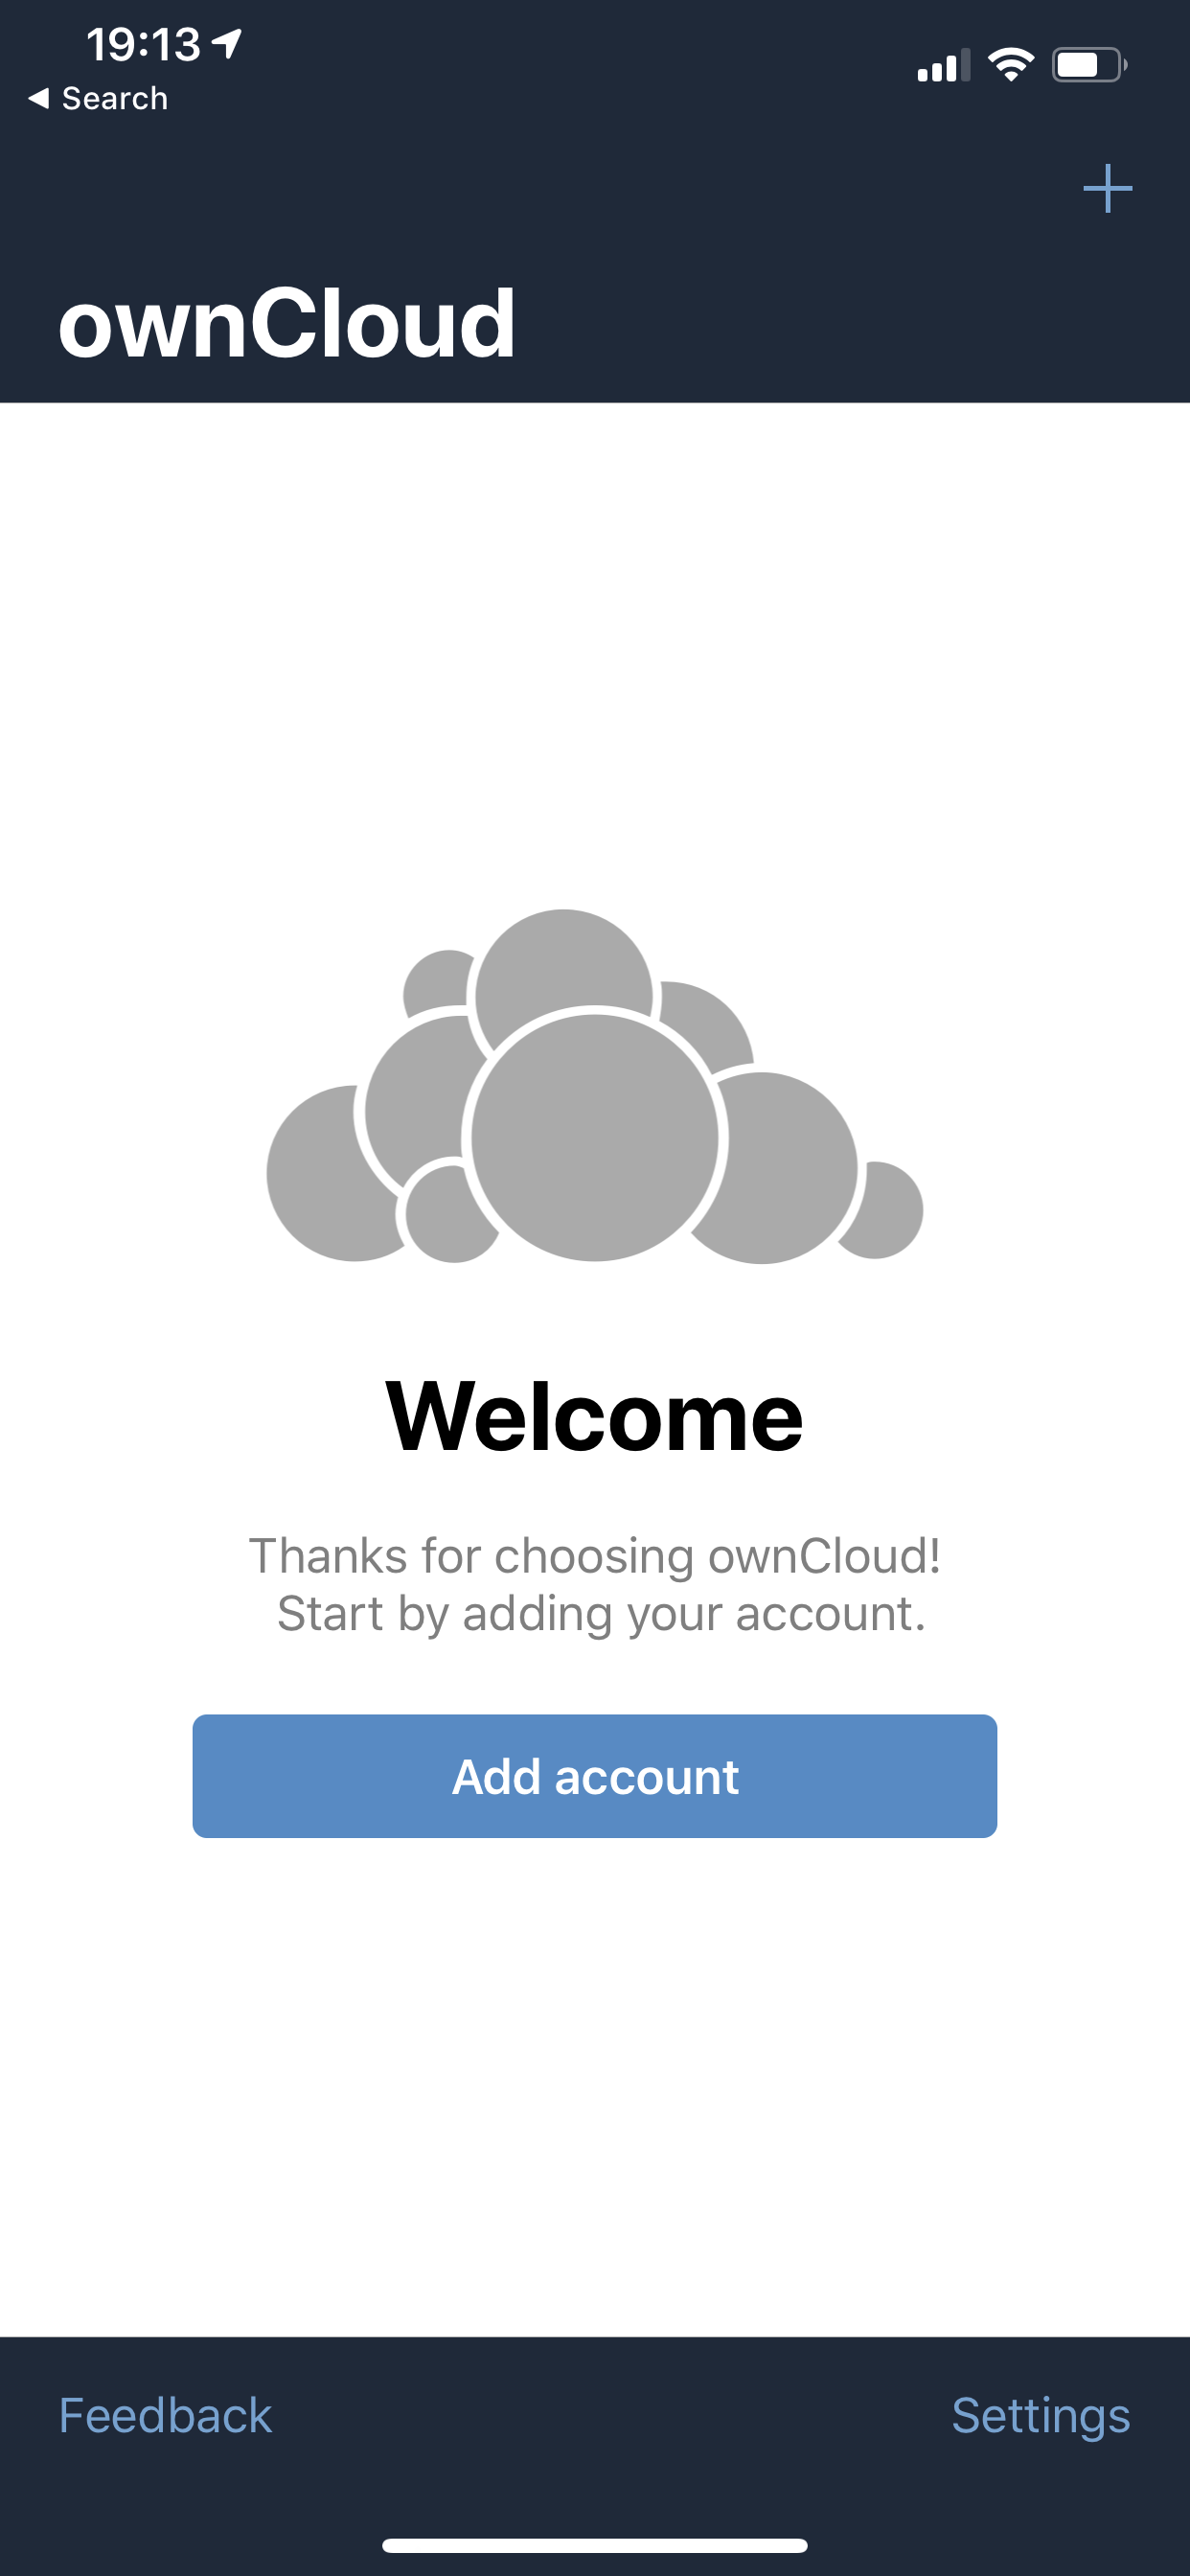 19:13
Search
ownCloud
Welcome
Thanks for choosing ownCloud!
Start by adding your account.
Add account
Feedback
Settings